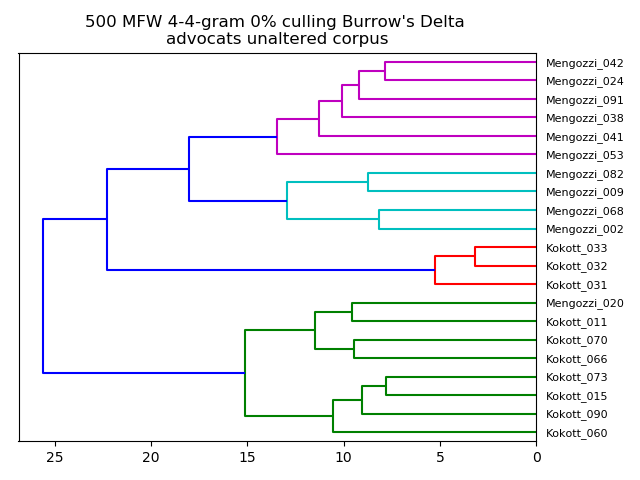 500 MFW 4-4-gram 0% culling Burrow's Delta
advocats unaltered corpus
Mengozzi_042
Mengozzi_024
Mengozzi_091
Mengozzi_038
Mengozzi_041
Mengozzi_053
Mengozzi_082
Mengozzi_009
Mengozzi_068
Mengozzi_002
Kokott_033
Kokott_032
Kokott_031
Mengozzi_020
Kokott_011
Kokott_070
Kokott_066
Kokott_073
Kokott_015
Kokott_090
Kokott_060
25 20 15 10 5 0